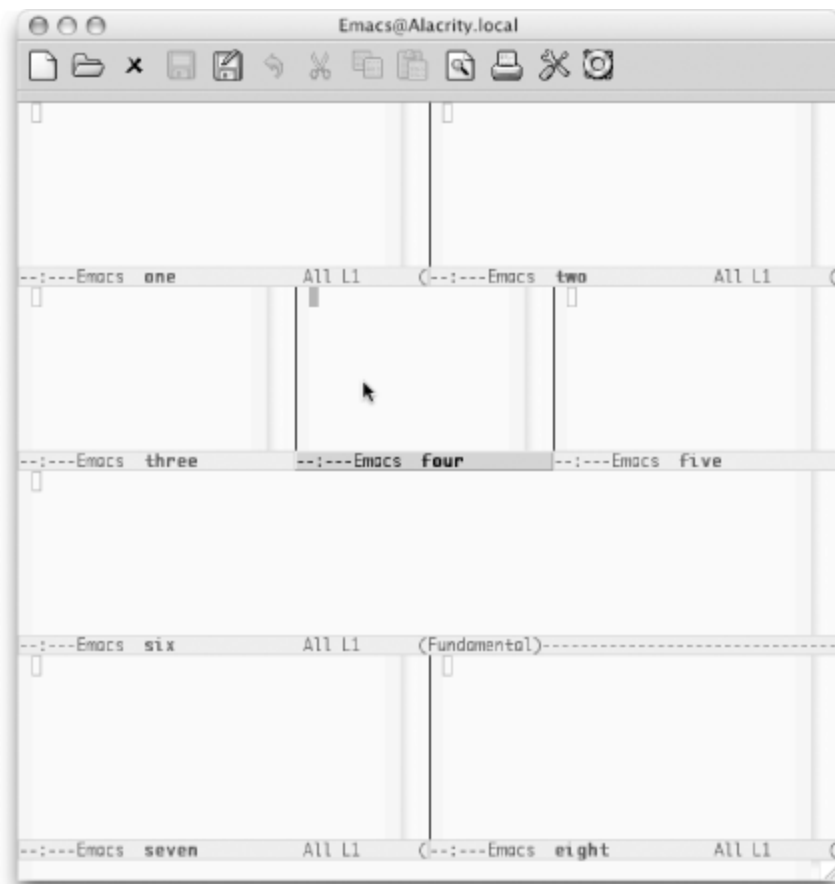 Emacs@Alacrity.local
--:---Emacs one All L1 (--:---Emacs two All L1 (
--:---Emacs three --:---Emacs four --:---Emacs five
--:---Emacs six All L1 (Fundamental)------------------------------
--:---Emacs seven All L1 (--:---Emacs eight All L1 (